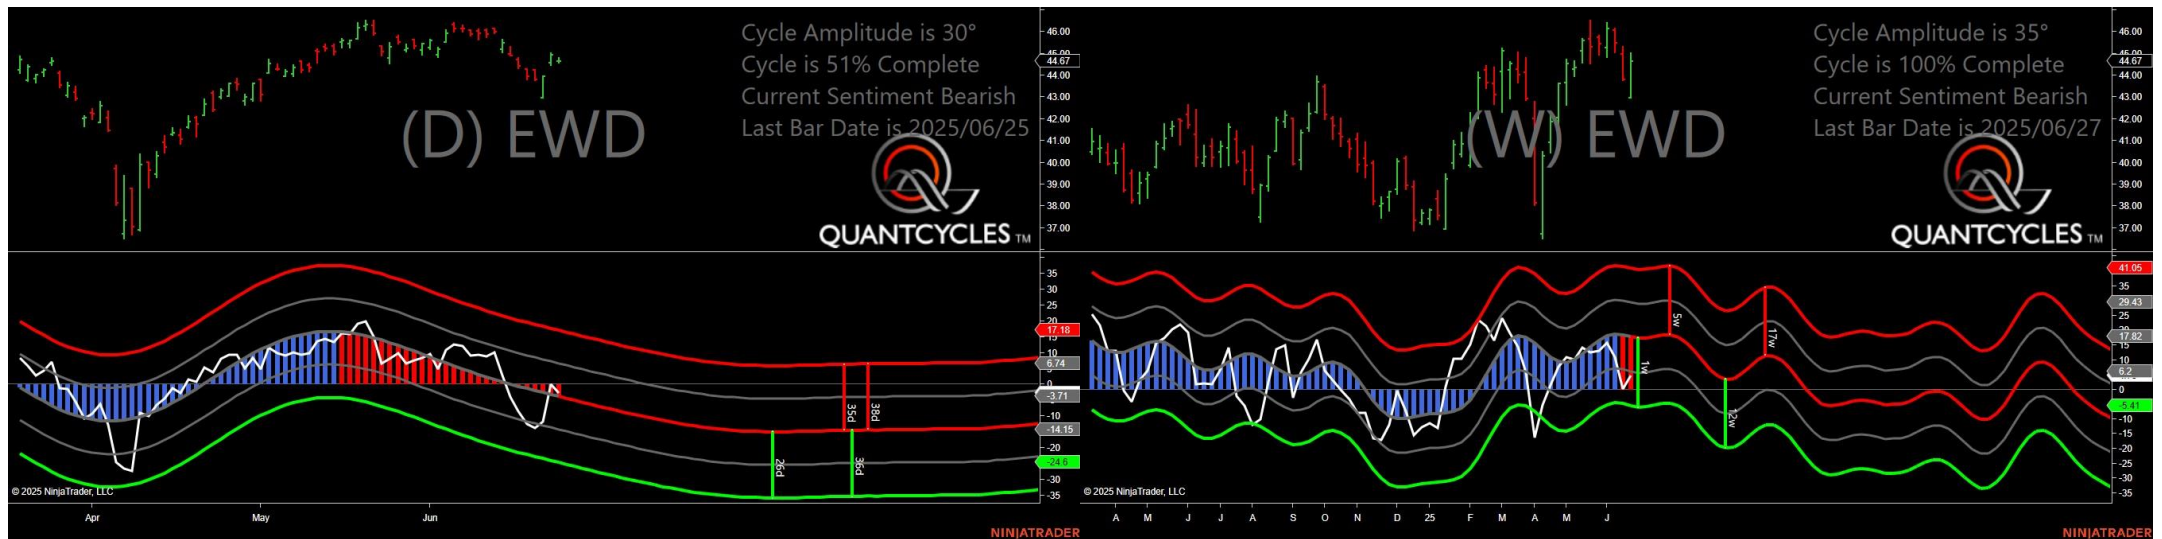 Cycle Amplitude is 30°
Cycle is 51% Complete
Current Sentiment Bearish
Last Bar Date is 2025/06/25
(D) EWD
QUANTCYCLES TM
46.00
45.00
44.67
44.00
43.00
42.00
41.00
40.00
39.00
38.00
37.00
35
30
25
20
17.18
15
10
6.74
0
-3.71
-10
-14.15
-20
-24.6
-30
-35
35d
38d
26d
36d
© 2025 NinjaTrader, LLC
Apr
May
Jun
NINJATRADER
Cycle Amplitude is 35°
Cycle is 100% Complete
Current Sentiment Bearish
Last Bar Date is 2025/06/27
(W) EWD
QUANTCYCLES TM
46.00
45.00
44.67
44.00
43.00
42.00
41.00
40.00
39.00
38.00
37.00
41.05
35
29.43
25
20
17.82
15
10
6.2
0
-5.41
-10
-15
-20
-25
-30
-35
5w
17w
1w
12w
© 2025 NinjaTrader, LLC
A M J J A S O N D 25 F M A M J
NINJATRADER